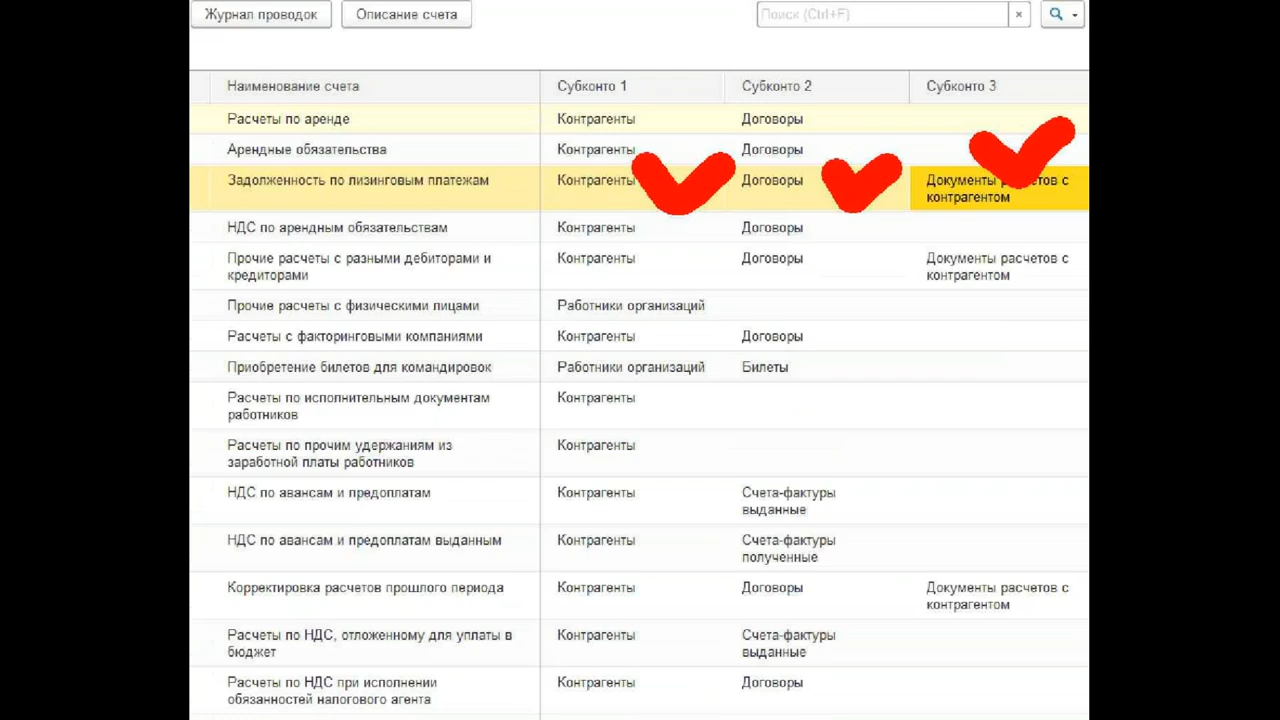 Журнал проводок Описание счета Поиск (Ctrl+F) ×
Наименование счета Субконто 1 Субконто 2 Субконто 3
Расчеты по аренде Контрагенты Договоры
Арендные обязательства Контрагенты Договоры
Задолженность по лизинговым платежам Контрагенты Договоры Документы расчетов с
контрагентом
НДС по арендным обязательствам Контрагенты Договоры
Прочие расчеты с разными дебиторами и Контрагенты Договоры Документы расчетов с
кредиторами контрагентом
Прочие расчеты с физическими лицами Работники организаций
Расчеты с факторинговыми компаниями Контрагенты Договоры
Приобретение билетов для командировок Работники организаций Билеты
Расчеты по исполнительным документам Контрагенты
работников
Расчеты по прочим удержаниям из Контрагенты
заработной платы работников
НДС по авансам и предоплатам Контрагенты Счета-фактуры
выданные
НДС по авансам и предоплатам выданным Контрагенты Счета-фактуры
полученные
Корректировка расчетов прошлого периода Контрагенты Договоры Документы расчетов с
контрагентом
Расчеты по НДС, отложенному для уплаты в Контрагенты Счета-фактуры
бюджет выданные
Расчеты по НДС при исполнении Контрагенты Договоры
обязанностей налогового агента